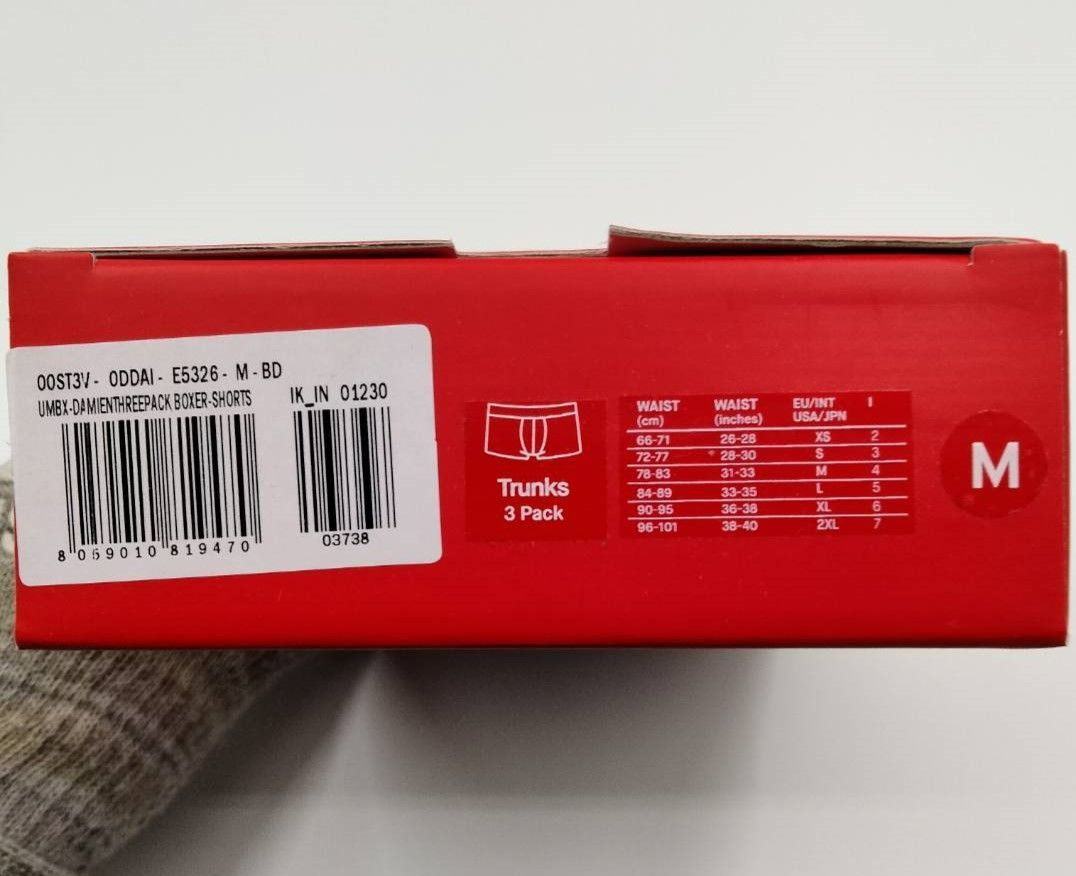 00ST3V - 0DDAI - E5326 - M - BD
UMBX-DAMIENTHREEPACK BOXER-SHORTS
IK_IN 01230
8 059010 819470
03738
Trunks
3 Pack
WAIST (cm) WAIST (inches) EU/INT USA/JPN I
66-71 26-28 XS 2
72-77 28-30 S 3
78-83 31-33 M 4
84-89 33-35 L 5
90-95 36-38 XL 6
96-101 38-40 2XL 7
M